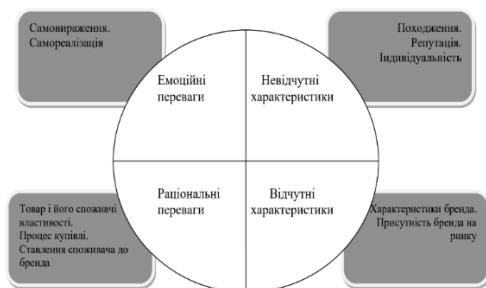 Самовираження.
Самореалізація
Походження.
Репутація.
Індивідуальність
Емоційні
переваги
Невідчутні
характеристики
Раціональні
переваги
Відчутні
характеристики
Товар і його споживчі
властивості.
Процес купівлі.
Ставлення споживача до
бренда
Характеристики бренда.
Присутність бренда на
ринку